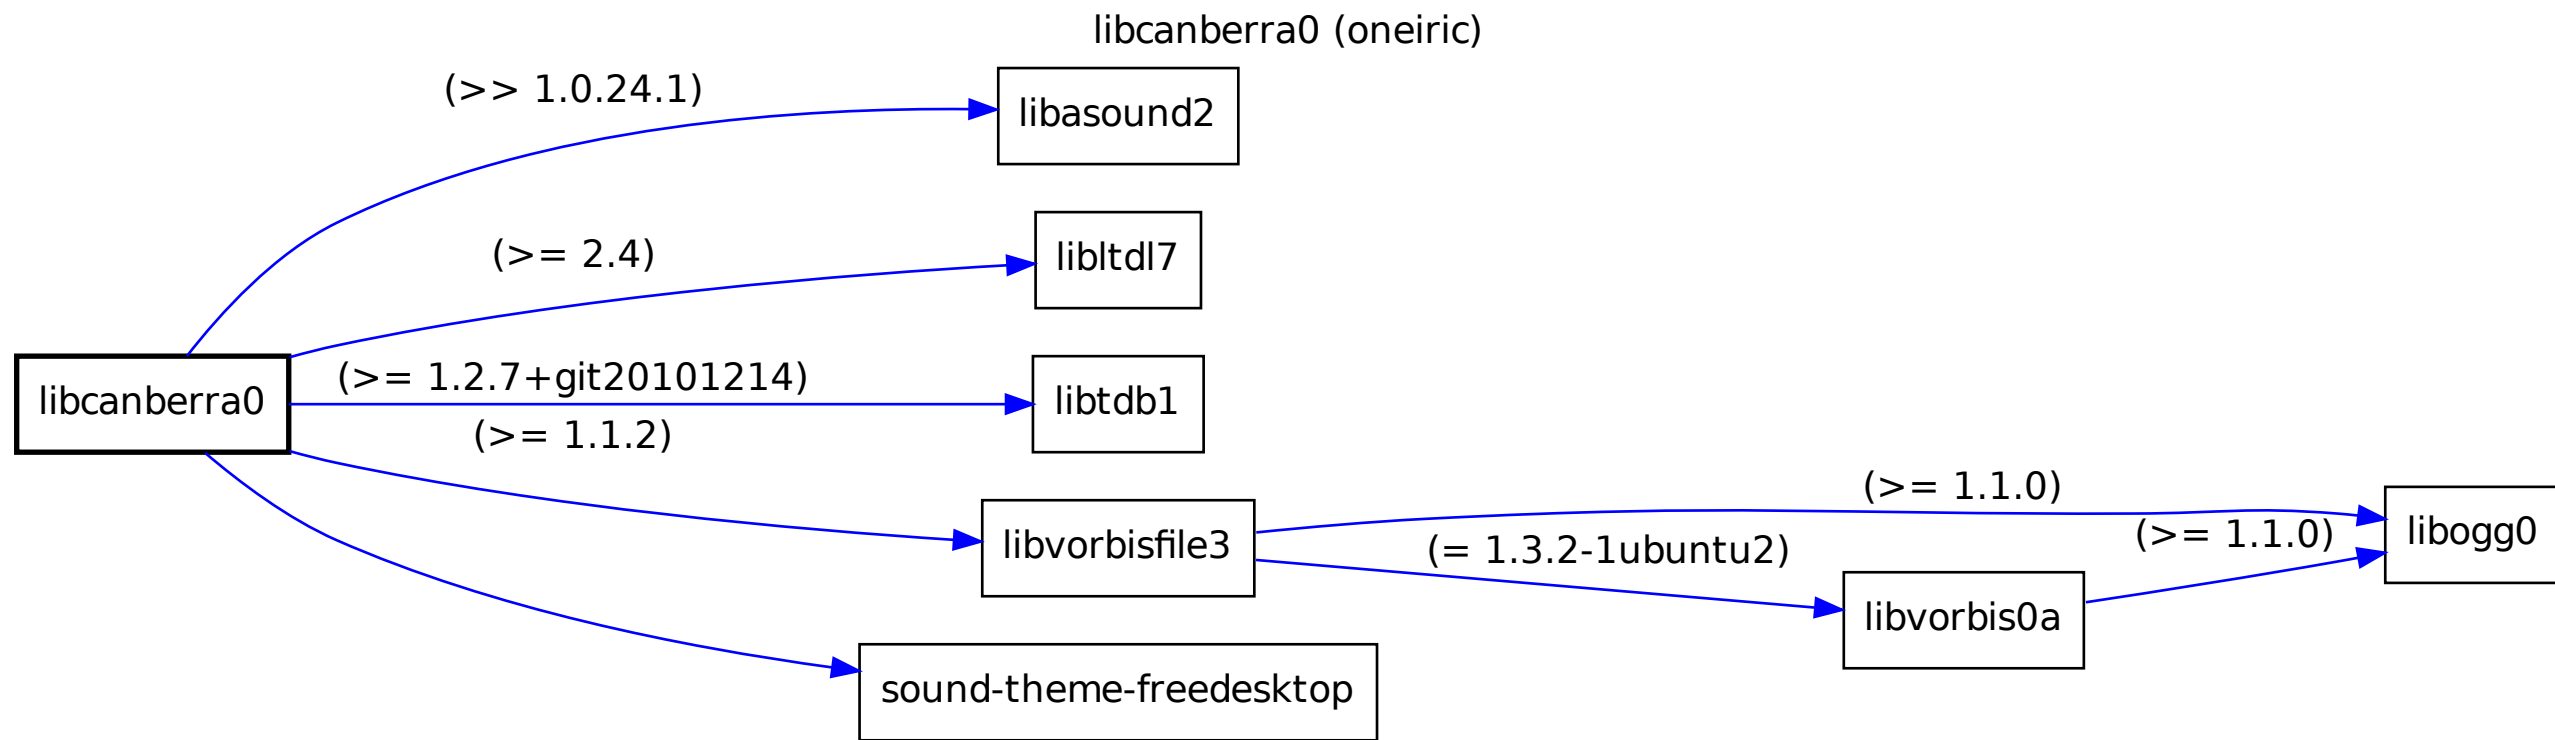 libcanberra0 (oneiric)
(>> 1.0.24.1)
libasound2
(>= 2.4)
libltdl7
libcanberra0
(>= 1.2.7+git20101214)
libtdb1
(>= 1.1.2)
libvorbisfile3
(>= 1.1.0)
(= 1.3.2-1ubuntu2)
(>= 1.1.0)
libogg0
libvorbis0a
sound-theme-freedesktop